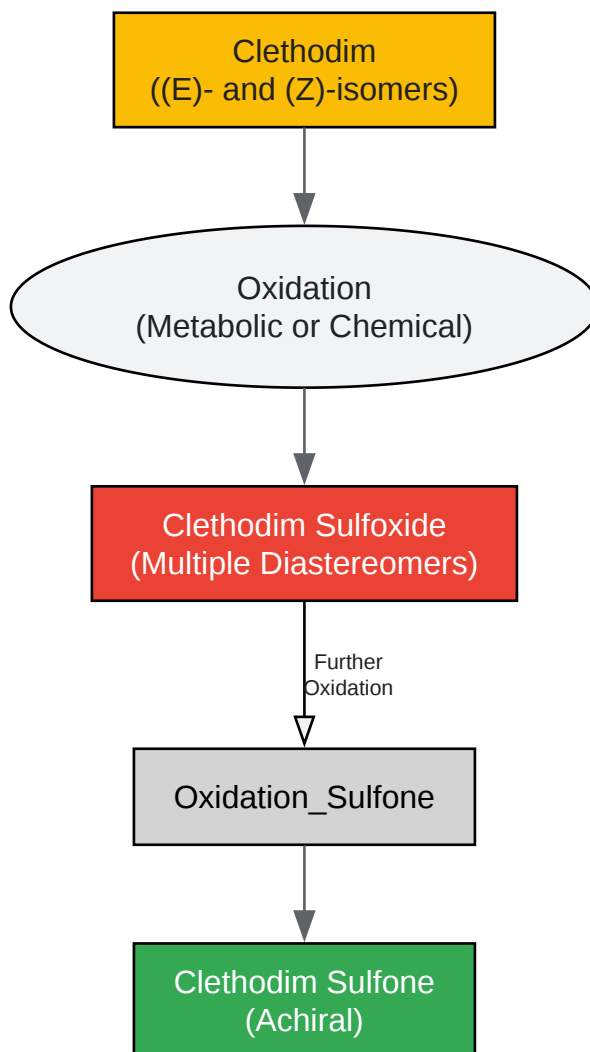 Clethodim
((E)- and (Z)-isomers)
Oxidation
(Metabolic or Chemical)
Clethodim Sulfoxide
(Multiple Diastereomers)
Further
Oxidation
Oxidation_Sulfone
Clethodim Sulfone
(Achiral)